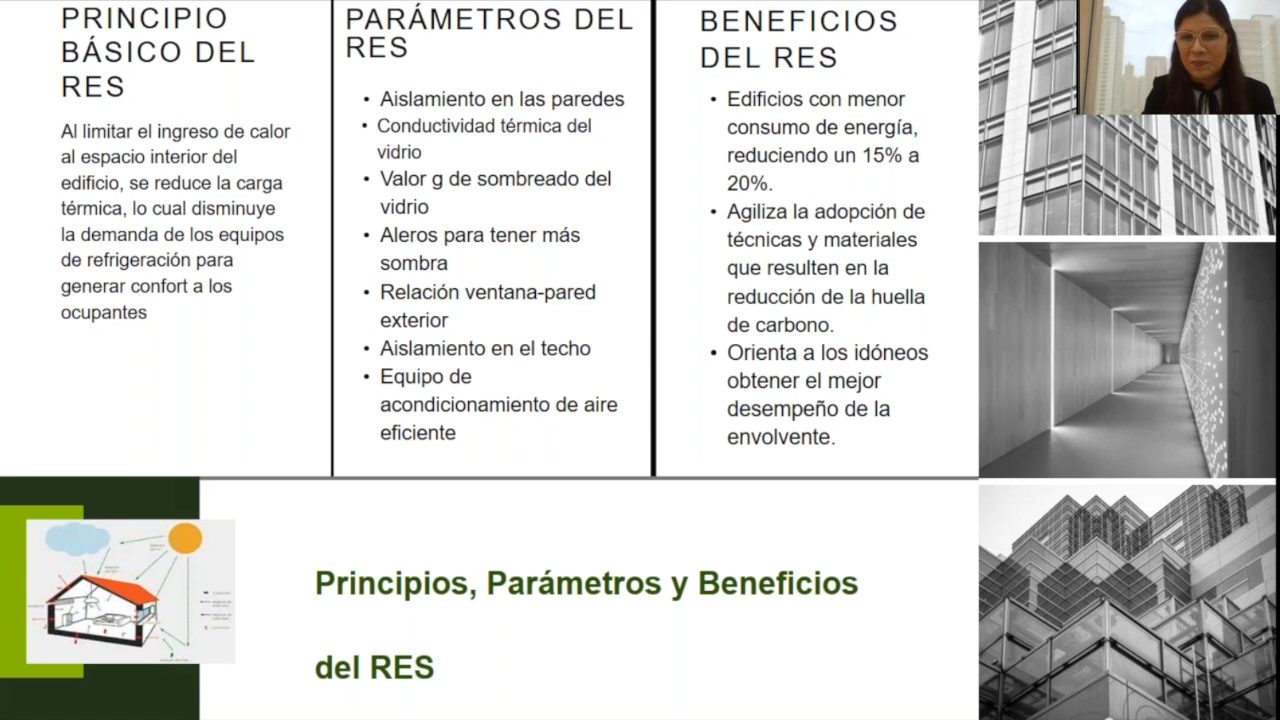 PRINCIPIO
BÁSICO DEL
RES
Al limitar el ingreso de calor
al espacio interior del
edificio, se reduce la carga
térmica, lo cual disminuye
la demanda de los equipos
de refrigeración para
generar confort a los
ocupantes
PARÁMETROS DEL
RES
• Aislamiento en las paredes
• Conductividad térmica del
vidrio
• Valor g de sombreado del
vidrio
• Aleros para tener más
sombra
• Relación ventana-pared
exterior
• Aislamiento en el techo
• Equipo de
acondicionamiento de aire
eficiente
BENEFICIOS
DEL RES
• Edificios con menor
consumo de energía,
reduciendo un 15% a
20%.
• Agiliza la adopción de
técnicas y materiales
que resulten en la
reducción de la huella
de carbono.
• Orienta a los idóneos
obtener el mejor
desempeño de la
envolvente.
Principios, Parámetros y Beneficios
del RES